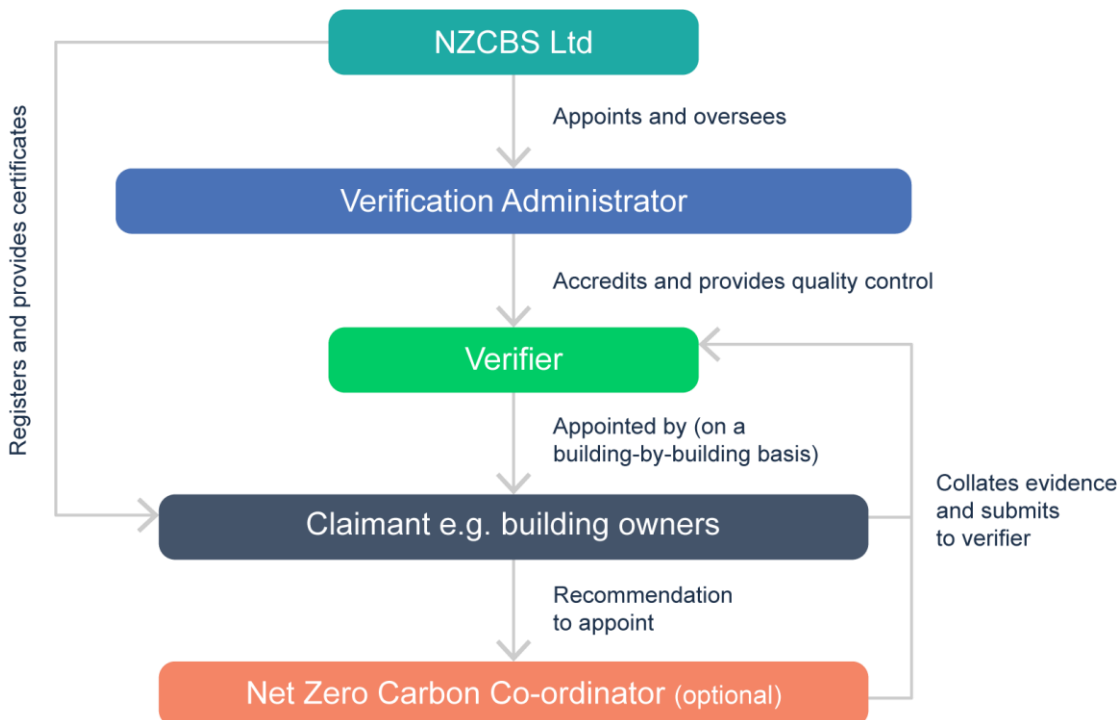 NZCBS Ltd
Appoints and oversees
Verification Administrator
Accredits and provides quality control
Verifier
Appointed by (on a
building-by-building basis)
Claimant e.g. building owners
Recommendation
to appoint
Net Zero Carbon Co-ordinator (optional)
Registers and provides certificates
Collates evidence
and submits
to verifier